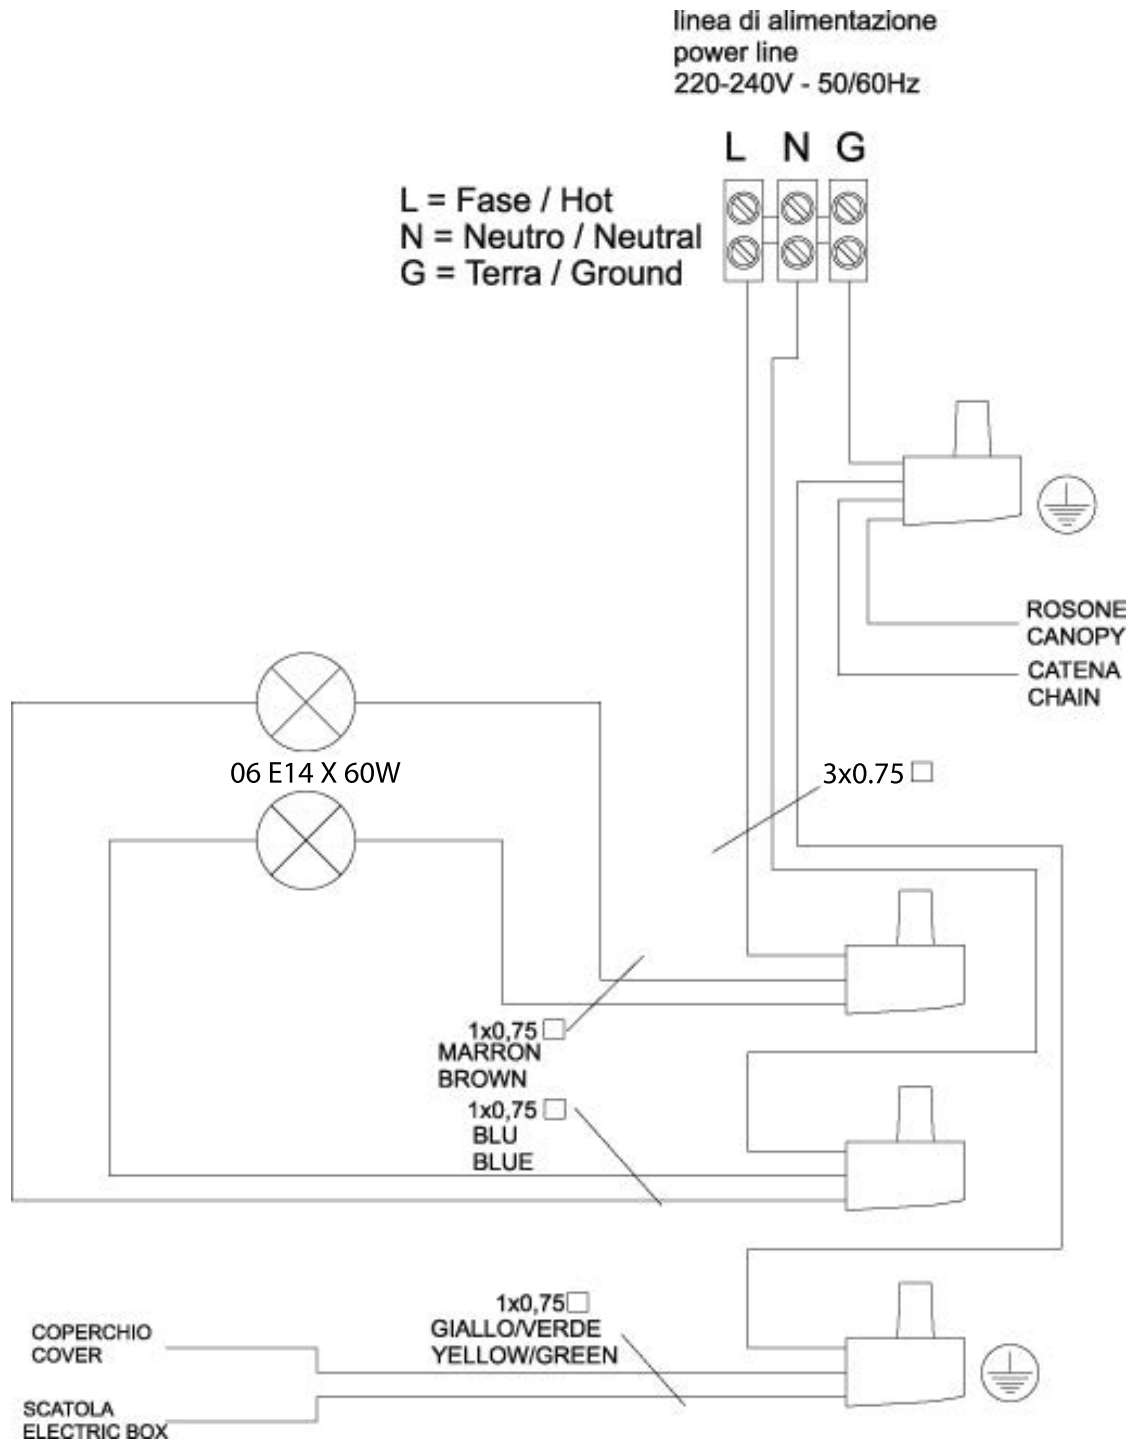 linea di alimentazione
power line
220-240V - 50/60Hz
L N G
L = Fase / Hot
N = Neutro / Neutral
G = Terra / Ground
ROSONE
CANOPY
CATENA
CHAIN
06 E14 X 60W
3x0.75
1x0,75
MARRON
BROWN
1x0,75
BLU
BLUE
1x0,75
GIALLO/VERDE
YELLOW/GREEN
COPERCHIO
COVER
SCATOLA
ELECTRIC BOX